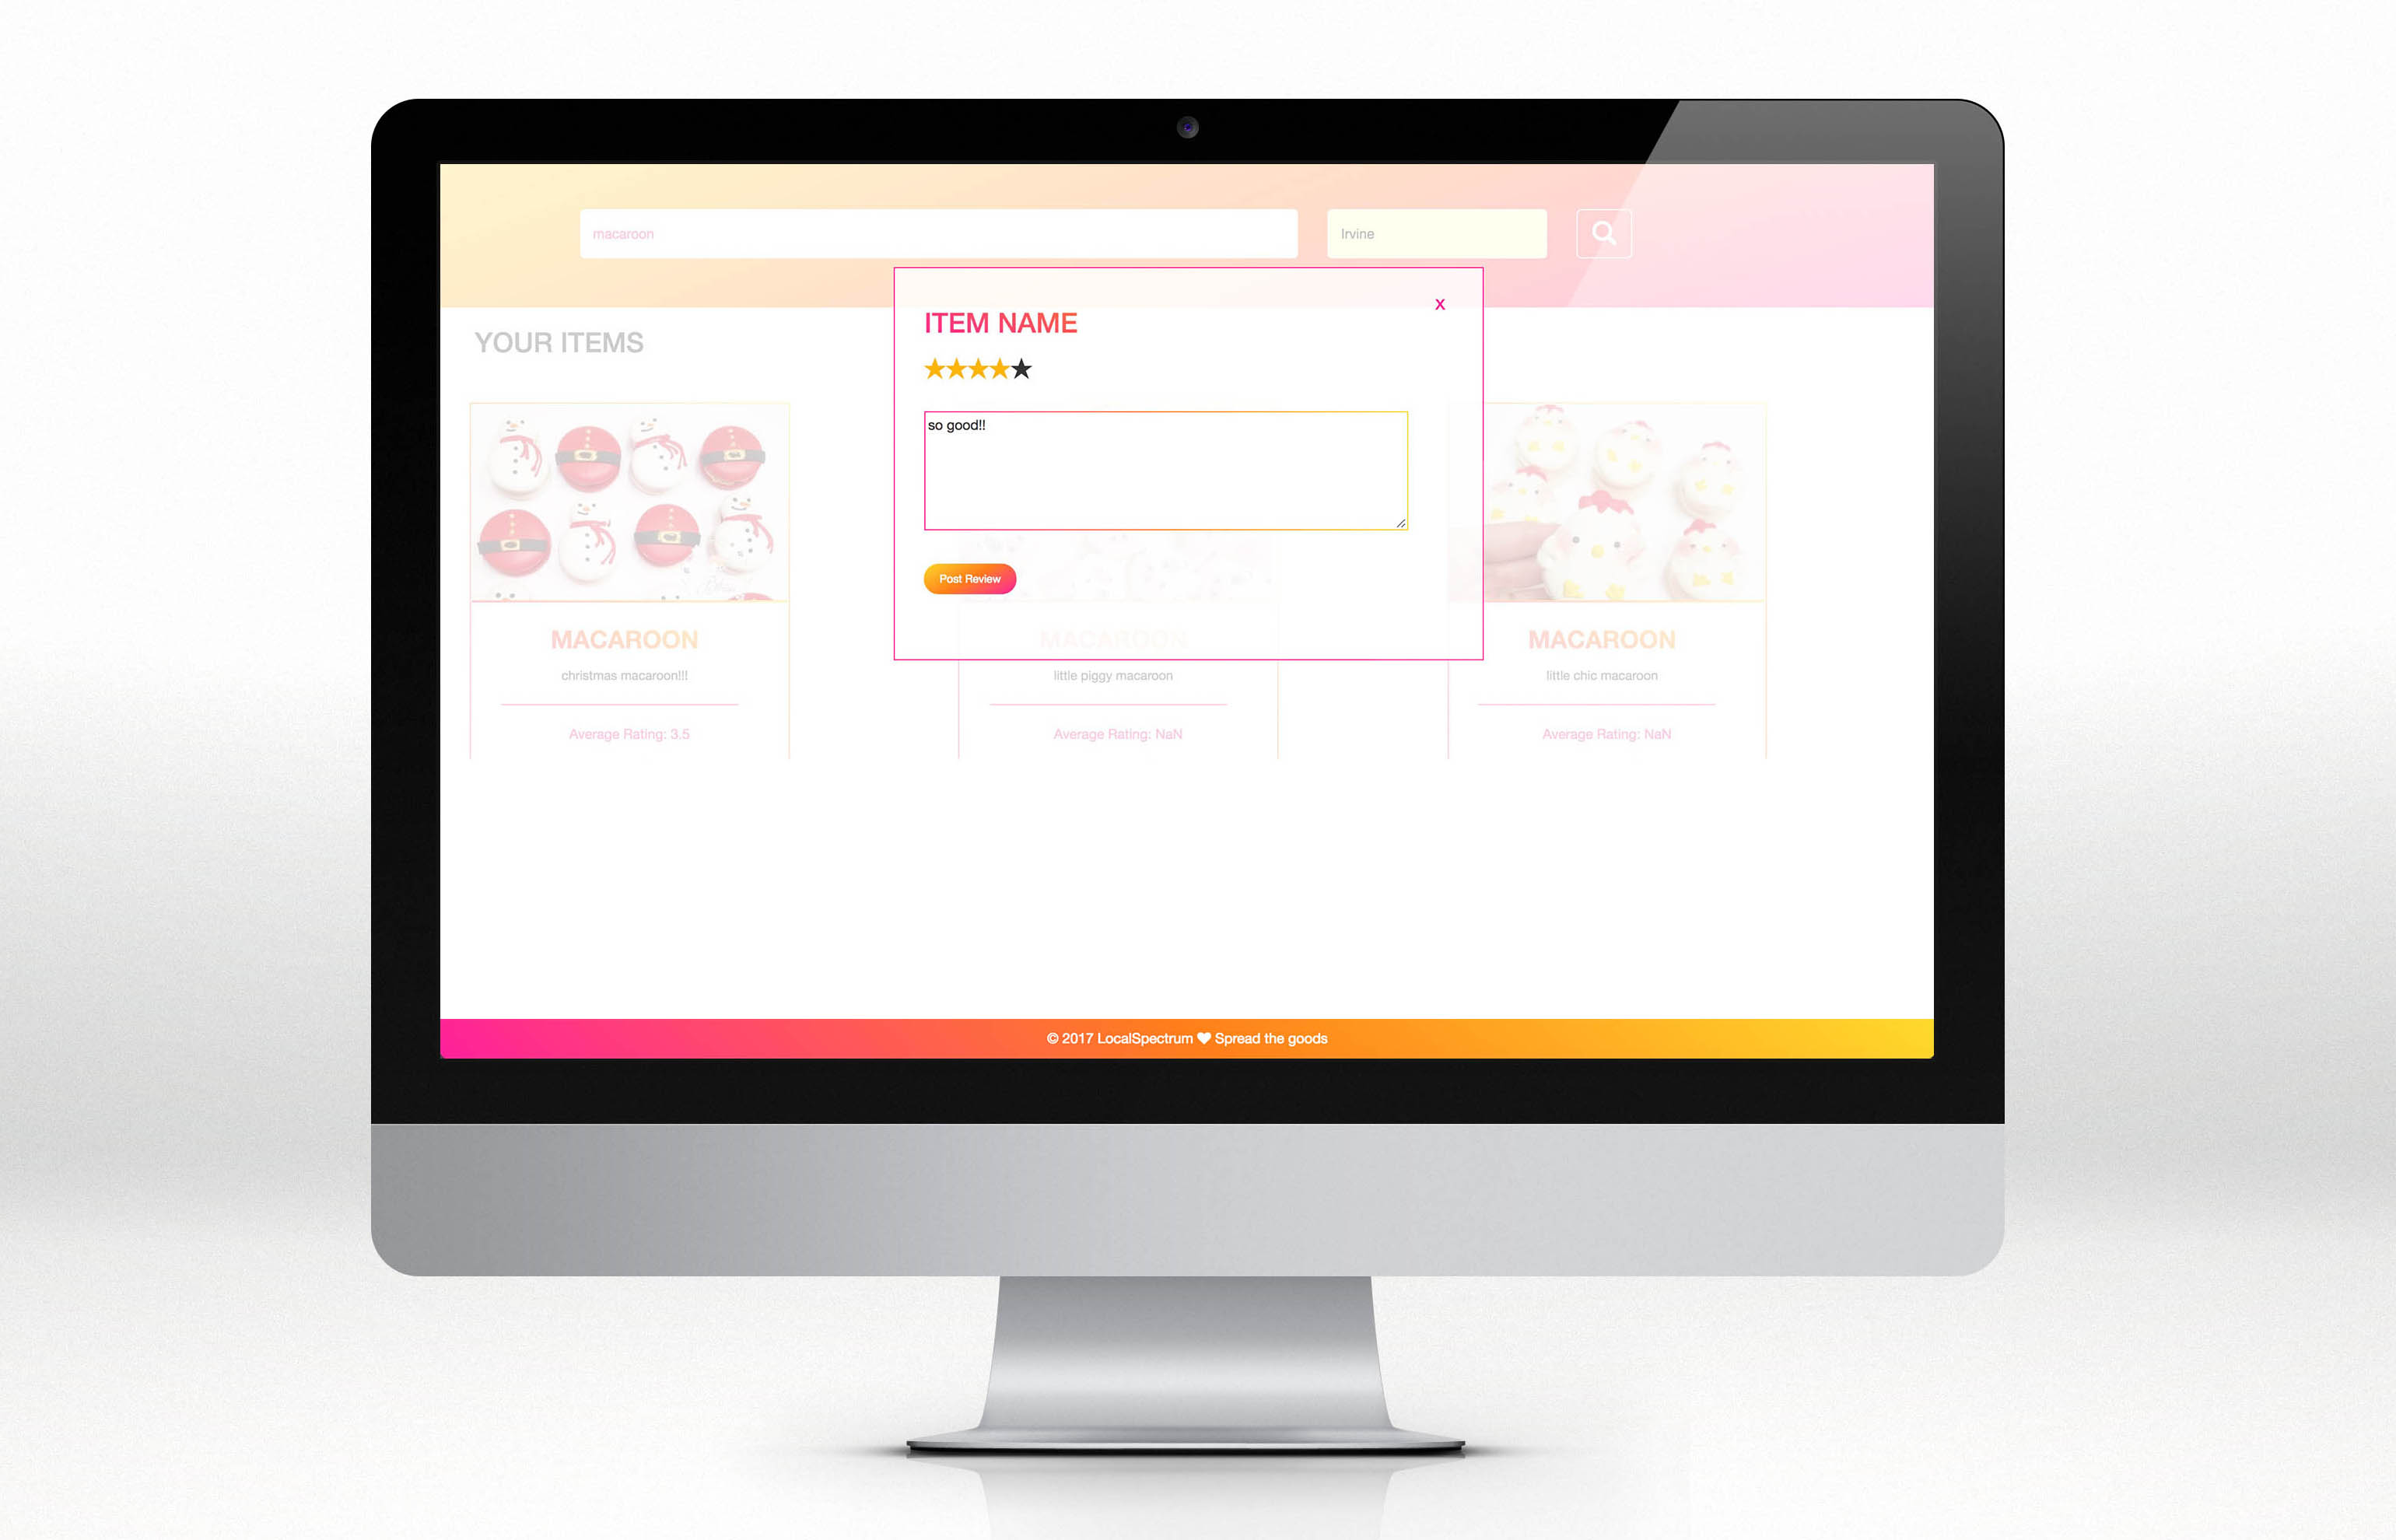 macaroon
Irvine
x
ITEM NAME
YOUR ITEMS
so good!!
Post Review
MACAROON
MACAROON
MACAROON
christmas macaroon!!!
little piggy macaroon
little chic macaroon
Average Rating: 3.5
Average Rating: NaN
Average Rating: NaN
© 2017 LocalSpectrum ♥ Spread the goods